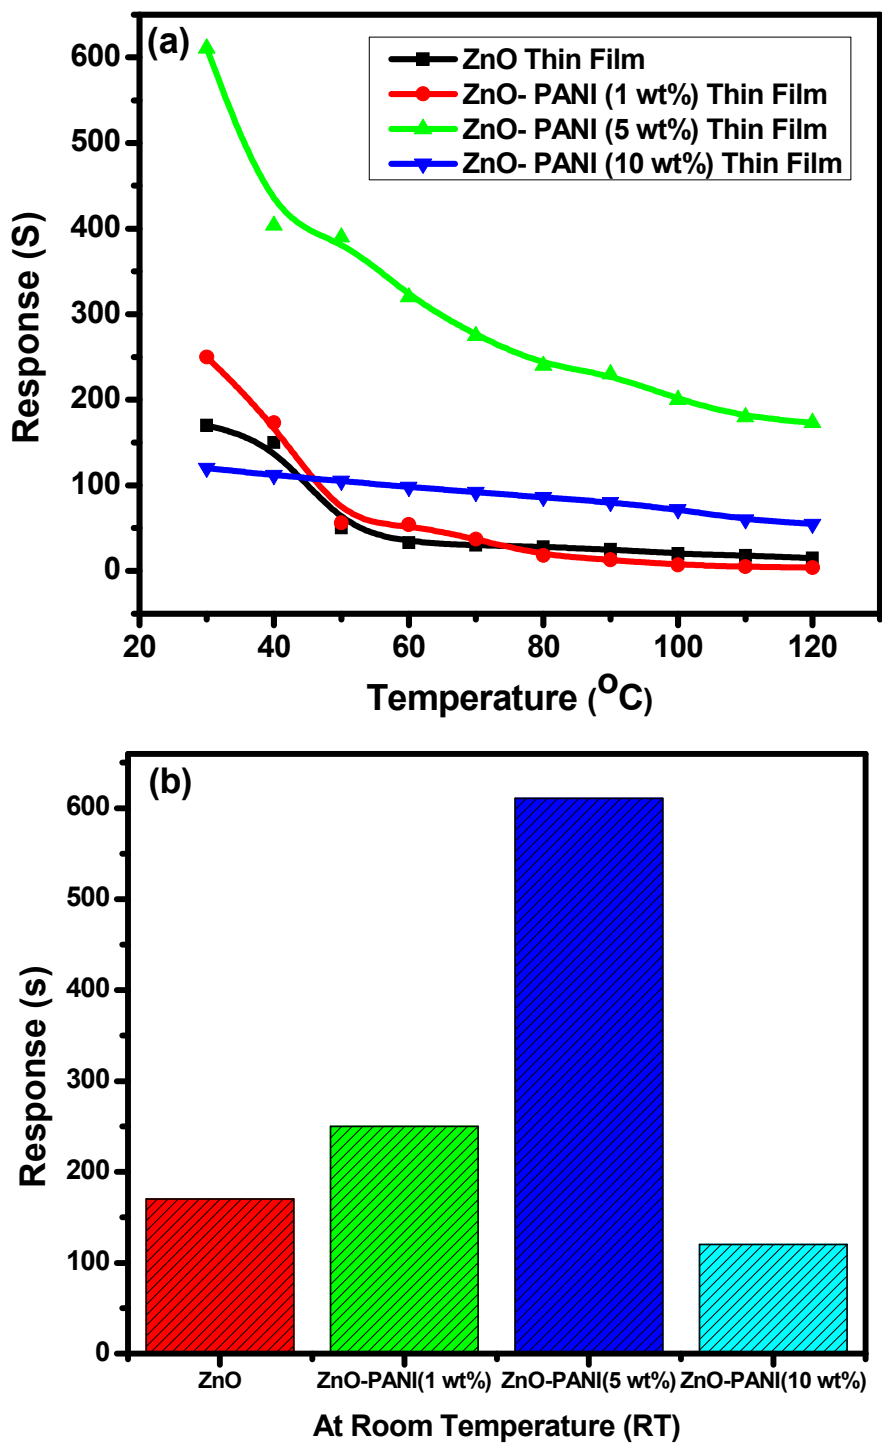 (a)
ZnO Thin Film
ZnO- PANI (1 wt%) Thin Film
ZnO- PANI (5 wt%) Thin Film
ZnO- PANI (10 wt%) Thin Film
600
500
400
300
200
100
0
Response (S)
20 40 60 80 100 120
Temperature (°C)
(b)
600
500
400
300
200
100
0
Response (s)
ZnO ZnO-PANI(1 wt%) ZnO-PANI(5 wt%) ZnO-PANI(10 wt%)
At Room Temperature (RT)